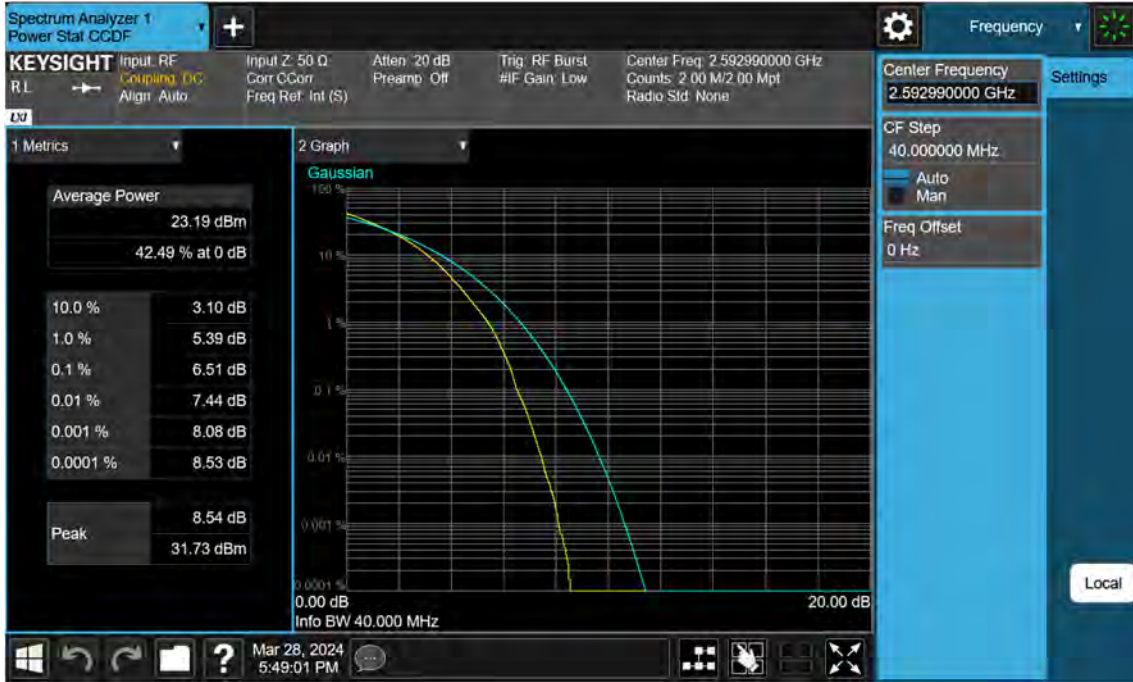 Spectrum Analyzer 1
Power Stat CCDF
+
Frequency
KEYSIGHT
RL
LXI
Input: RF
Coupling: DC
Align: Auto
Input Z: 50 Ω
Corr CCorr
Freq Ref: Int (S)
Atten: 20 dB
Preamp: Off
Trig: RF Burst
#IF Gain: Low
Center Freq: 2.592990000 GHz
Counts: 2.00 M/2.00 Mpt
Radio Std: None
Center Frequency
2.592990000 GHz
Settings
CF Step
40.000000 MHz
Auto
Man
Freq Offset
0 Hz
1 Metrics
Average Power
23.19 dBm
42.49 % at 0 dB
10.0 % 3.10 dB
1.0 % 5.39 dB
0.1 % 6.51 dB
0.01 % 7.44 dB
0.001 % 8.08 dB
0.0001 % 8.53 dB
Peak
8.54 dB
31.73 dBm
2 Graph
Gaussian
100 %
10 %
1 %
0.1 %
0.01 %
0.001 %
0.0001 %
0.00 dB 20.00 dB
Info BW 40.000 MHz
Local
?
Mar 28, 2024
5:49:01 PM